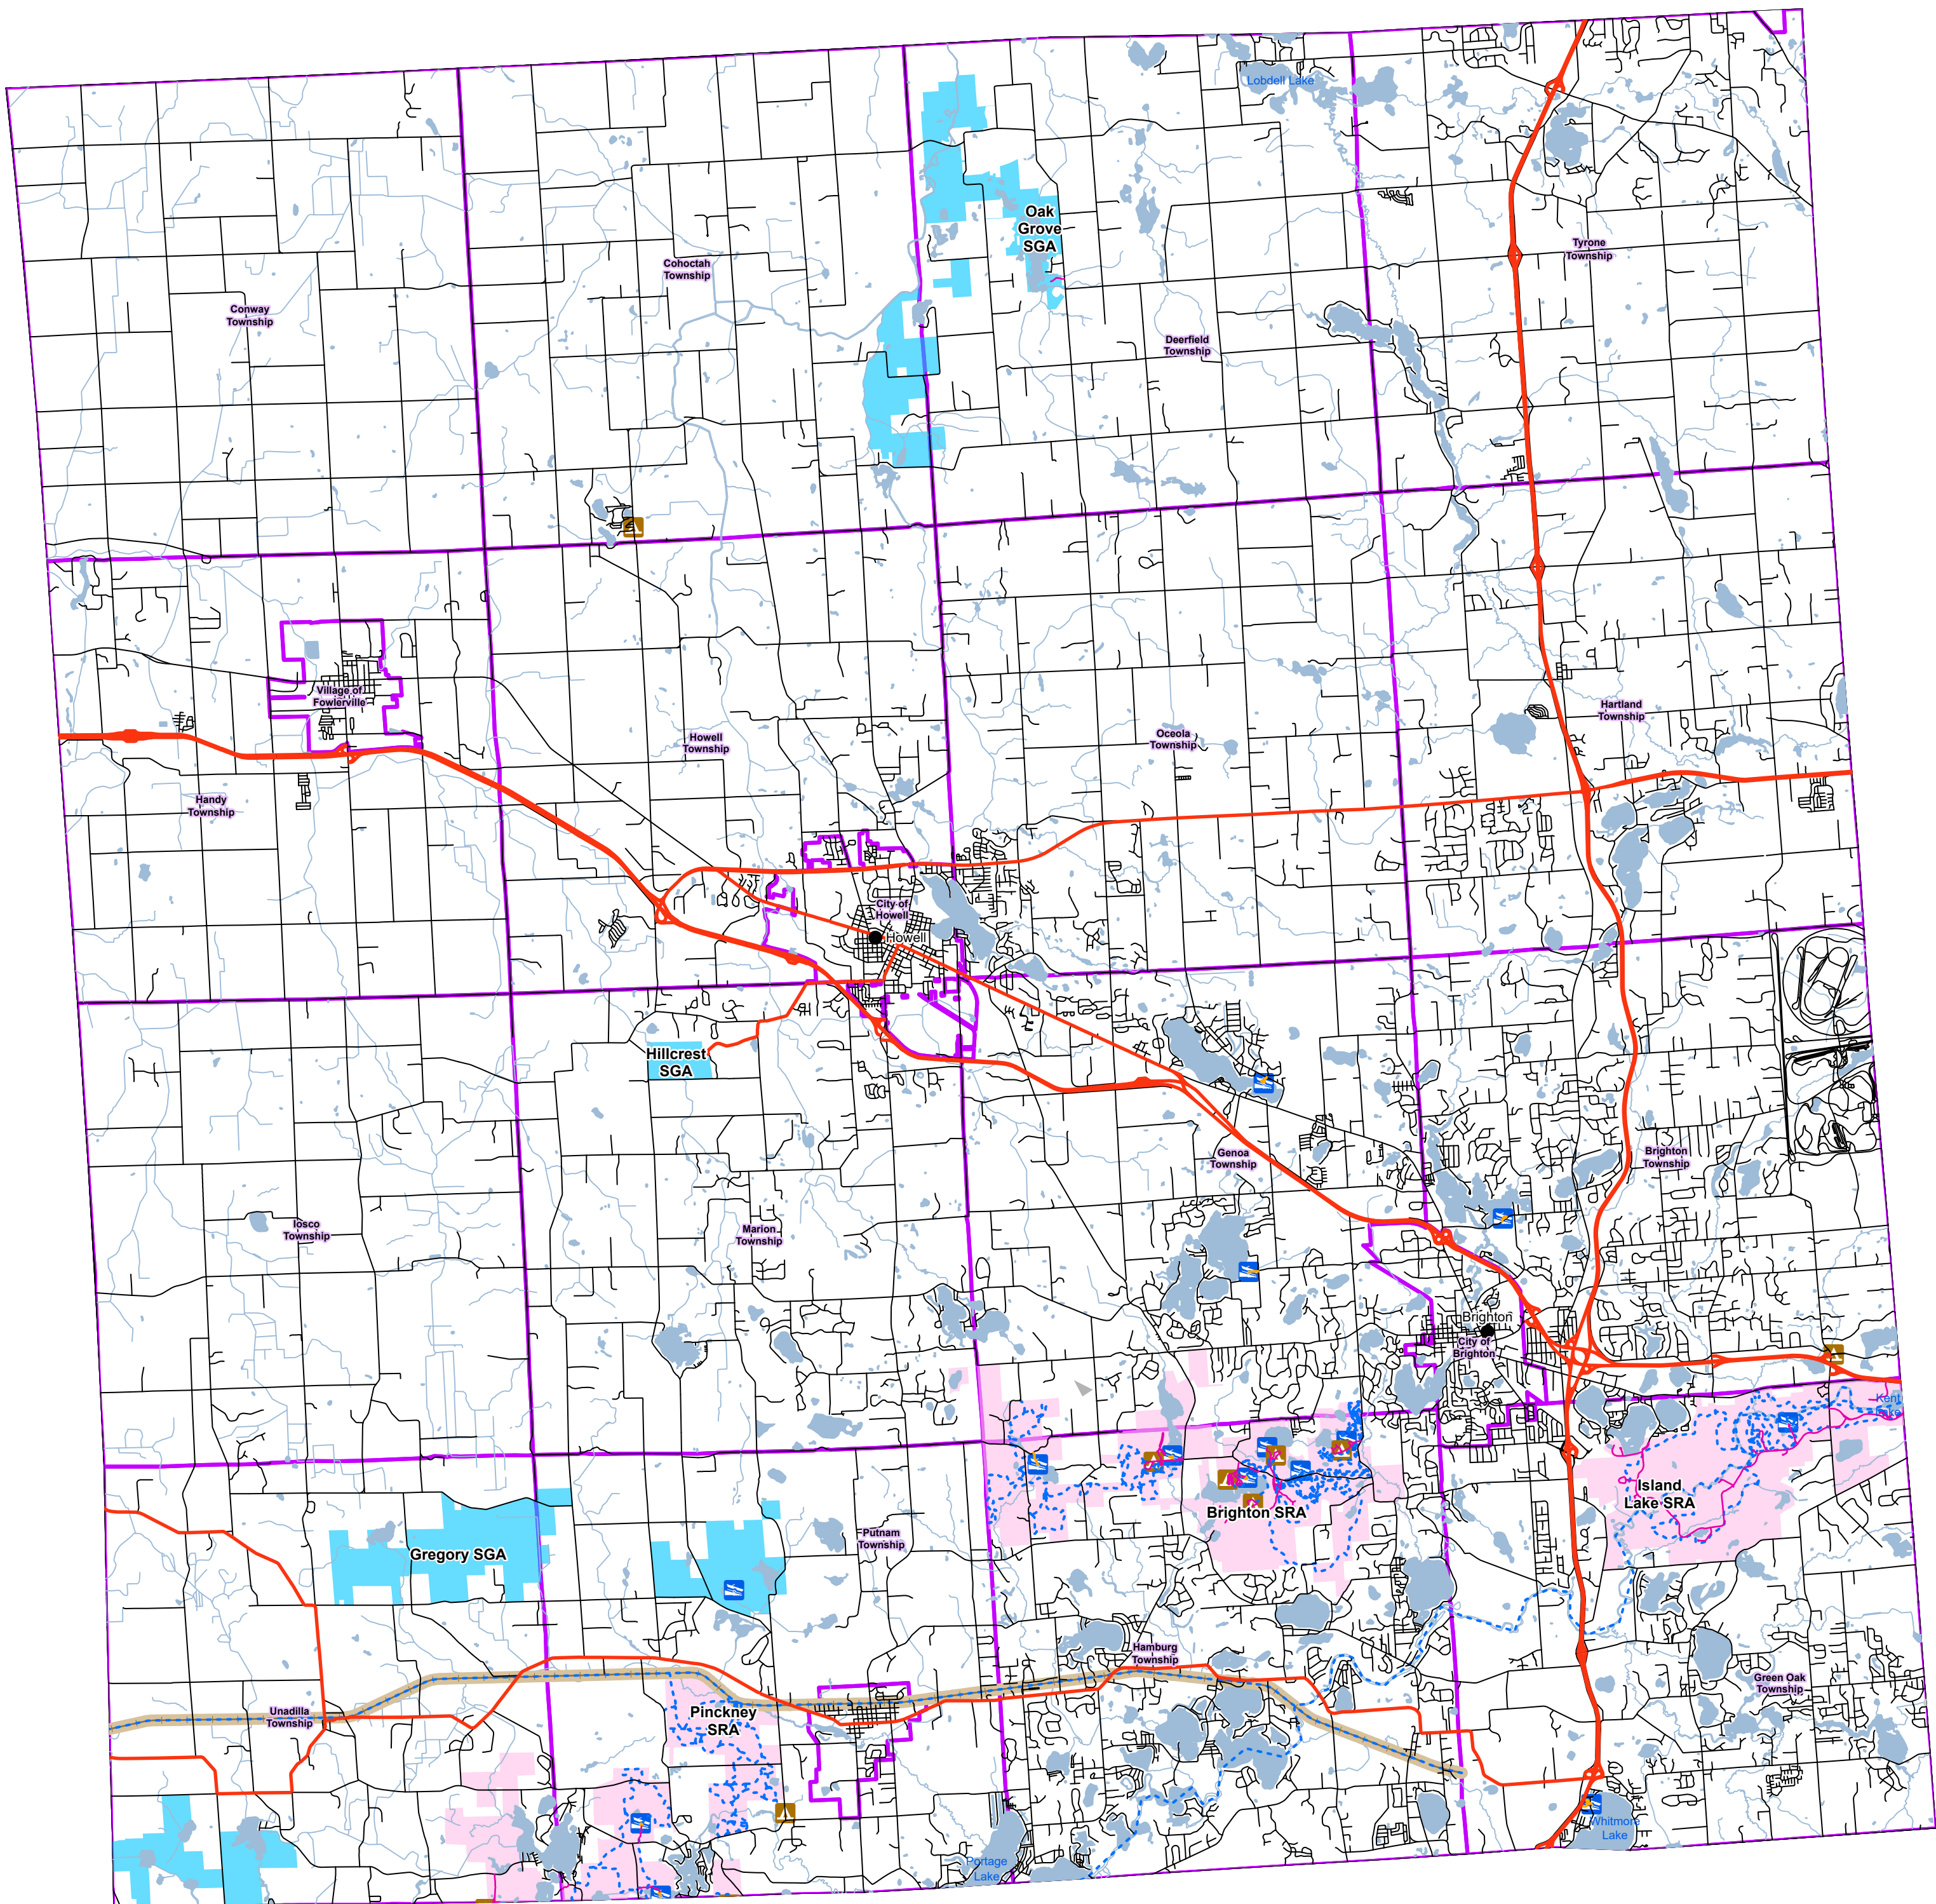 Lobdell Lake
Oak
Grove
SGA
Tyrone
Township
Cohoctah
Township
Conway
Township
Deerfield
Township
Village of
Fowlerville
Hartland
Township
Howell
Township
Oceola
Township
Handy
Township
City of
Howell
Howell
Hillcrest
SGA
Genoa
Township
Brighton
Township
Iosco
Township
Marion
Township
Brighton
City of
Brighton
Kent
Lake
Island
Lake SRA
Brighton SRA
Putnam
Township
Gregory SGA
Hamburg
Township
Green Oak
Township
Unadilla
Township
Pinckney
SRA
Whitmore
Lake
Portage
Lake